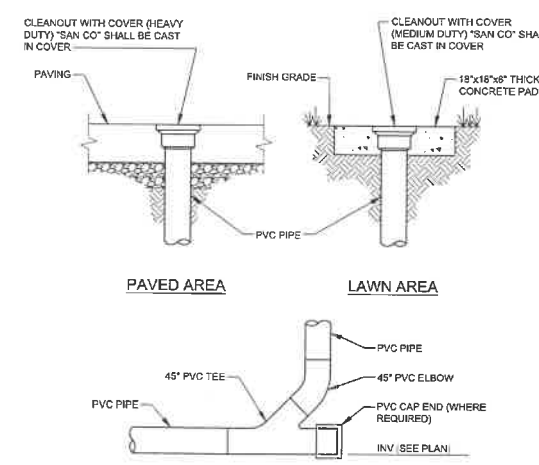 CLEANOUT WITH COVER (HEAVY
DUTY) "SAN CO" SHALL BE CAST
IN COVER
PAVING
CLEANOUT WITH COVER
(MEDIUM DUTY) "SAN CO" SHA
BE CAST IN COVER
FINISH GRADE
18"x18"x6" THICK
CONCRETE PAD
PVC PIPE
PAVED AREA
LAWN AREA
PVC PIPE
45° PVC TEE
45° PVC ELBOW
PVC PIPE
PVC CAP END (WHERE
REQUIRED)
INV (SEE PLAN)